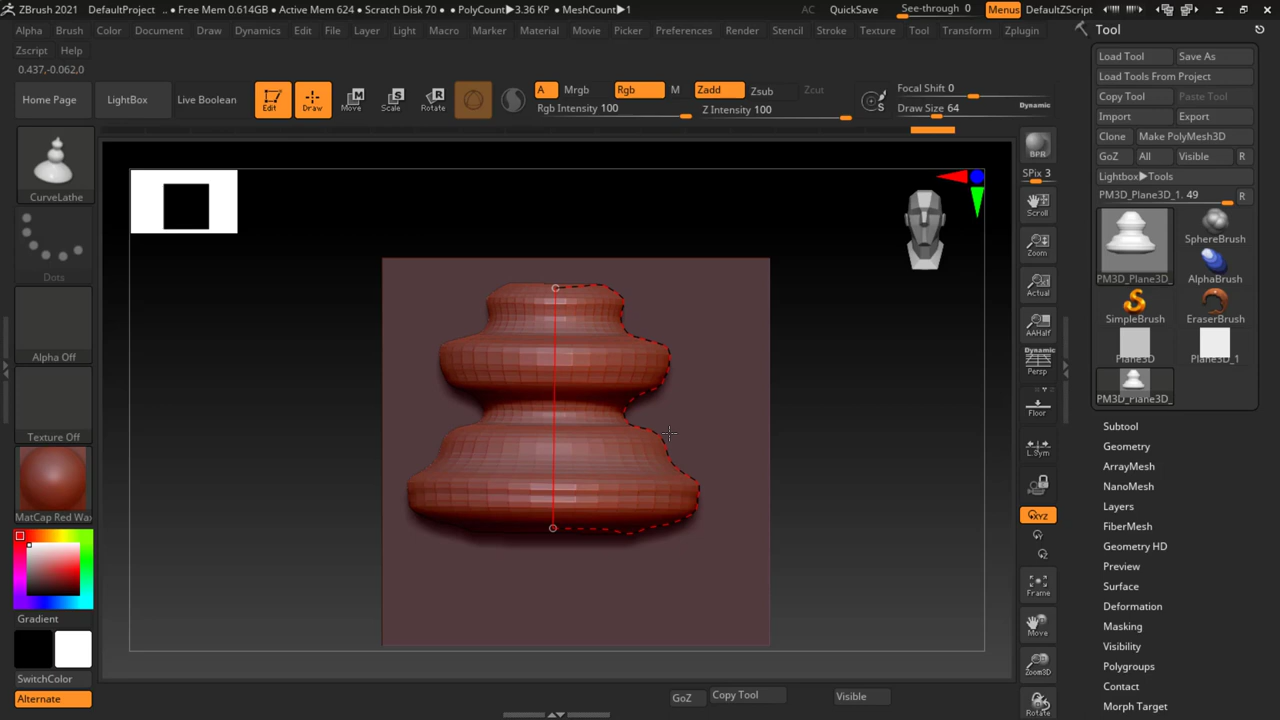 ZBrush 2021 DefaultProject .. • Free Mem 0.614GB • Active Mem 624 • Scratch Disk 70 • • PolyCount▶3.36 KP • MeshCount▶1 AC QuickSave See-through 0 Menus DefaultZScript
Alpha Brush Color Document Draw Dynamics Edit File Layer Light Macro Marker Material Movie Picker Preferences Render Stencil Stroke Texture Tool Transform Zplugin
Zscript Help
0.437,-0.062,0
Home Page LightBox Live Boolean Edit Draw Move Scale Rotate A Mrgb Rgb M Zadd Zsub Zcut Focal Shift 0
Rgb Intensity 100 Z Intensity 100 S Draw Size 64 Dynamic
CurveLathe
Dots
Alpha Off
Texture Off
MatCap Red Wax
Gradient
SwitchColor
Alternate
BPR
SPix 3
Scroll
Zoom
Actual
AAHalf
Dynamic
Persp
Floor
L.Sym
XYZ
Y
Z
Frame
Move
Zoom3D
Rotate
Tool
Load Tool Save As
Load Tools From Project
Copy Tool Paste Tool
Import Export
Clone Make PolyMesh3D
GoZ All Visible R
Lightbox▶Tools
PM3D_Plane3D_1. 49 R
PM3D_Plane3D_ SphereBrush
AlphaBrush
SimpleBrush EraserBrush
Plane3D Plane3D_1
PM3D_Plane3D_
Subtool
Geometry
ArrayMesh
NanoMesh
Layers
FiberMesh
Geometry HD
Preview
Surface
Deformation
Masking
Visibility
Polygroups
Contact
Morph Target
GoZ Copy Tool Visible